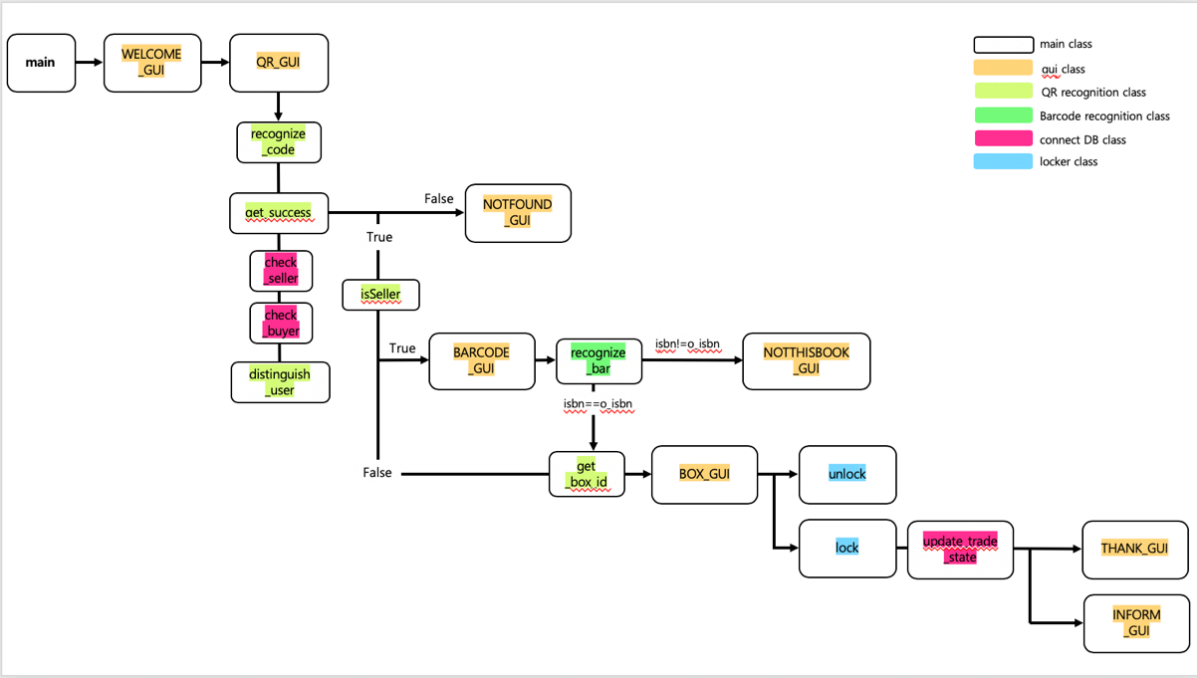 main
WELCOME
_GUI
QR_GUI
main class
gui class
QR recognition class
Barcode recognition class
connect DB class
locker class
recognize
_code
get_success
False
NOTFOUND
_GUI
True
check
_seller
isSeller
check
_buyer
distinguish
_user
True
BARCODE
_GUI
recognize
_bar
isbn!=o_isbn
NOTTHISBOOK
_GUI
isbn==o_isbn
False
get
_box_id
BOX_GUI
unlock
lock
update_trade
_state
THANK_GUI
INFORM
_GUI